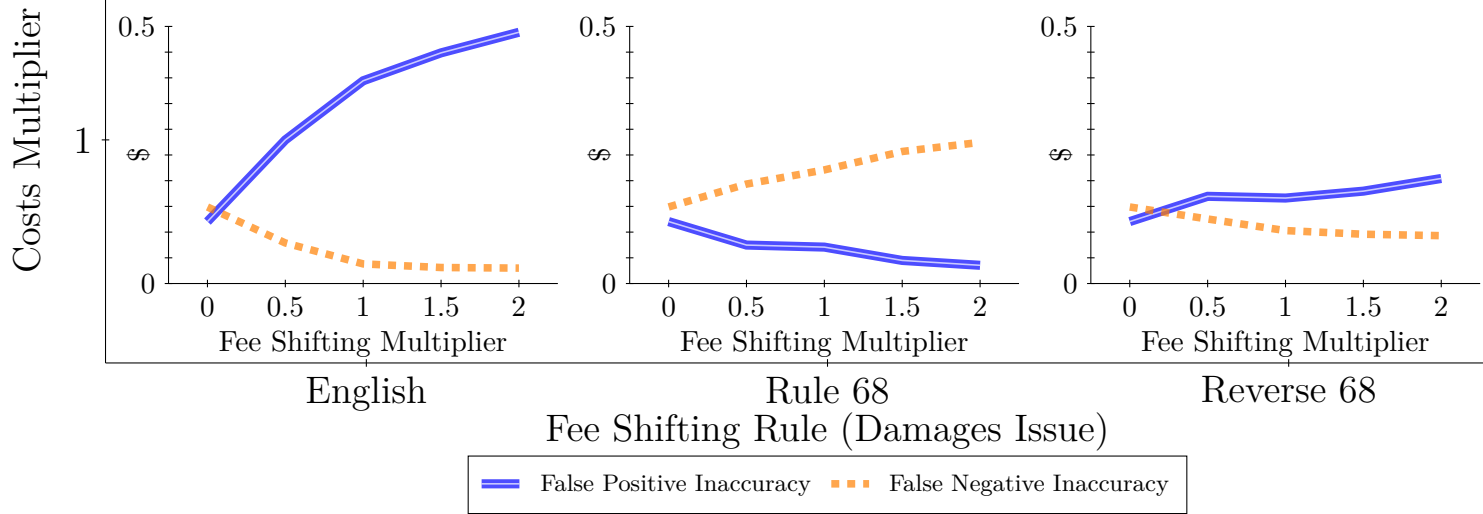 Costs Multiplier
1
0.5
$
0
0 0.5 1 1.5 2
Fee Shifting Multiplier
English
0.5
$
0
0 0.5 1 1.5 2
Fee Shifting Multiplier
Rule 68
0.5
$
0
0 0.5 1 1.5 2
Fee Shifting Multiplier
Reverse 68
Fee Shifting Rule (Damages Issue)
False Positive Inaccuracy False Negative Inaccuracy